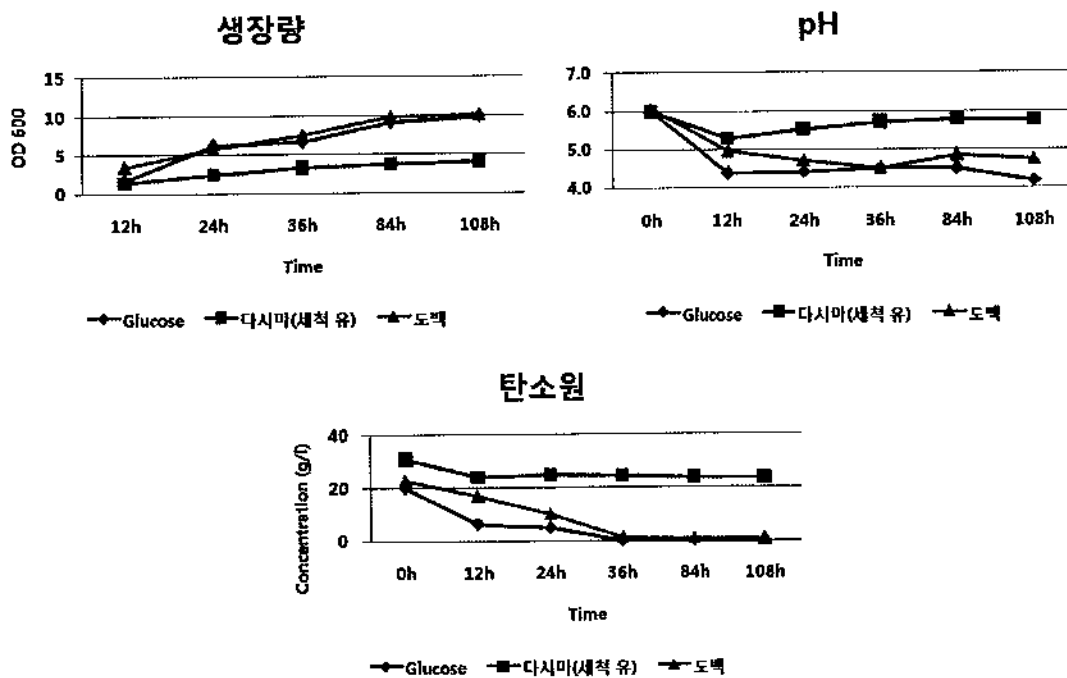 생장량
OD 600
15
10
5
0
12h 24h 36h 84h 108h
Time
Glucose 다시마(세척 유) 도백
pH
7.0
6.0
5.0
4.0
0h 12h 24h 36h 84h 108h
Time
Glucose 다시마(세척 유) 도백
탄소원
Concentration (g/l)
40
20
0
0h 12h 24h 36h 84h 108h
Time
Glucose 다시마(세척 유) 도백